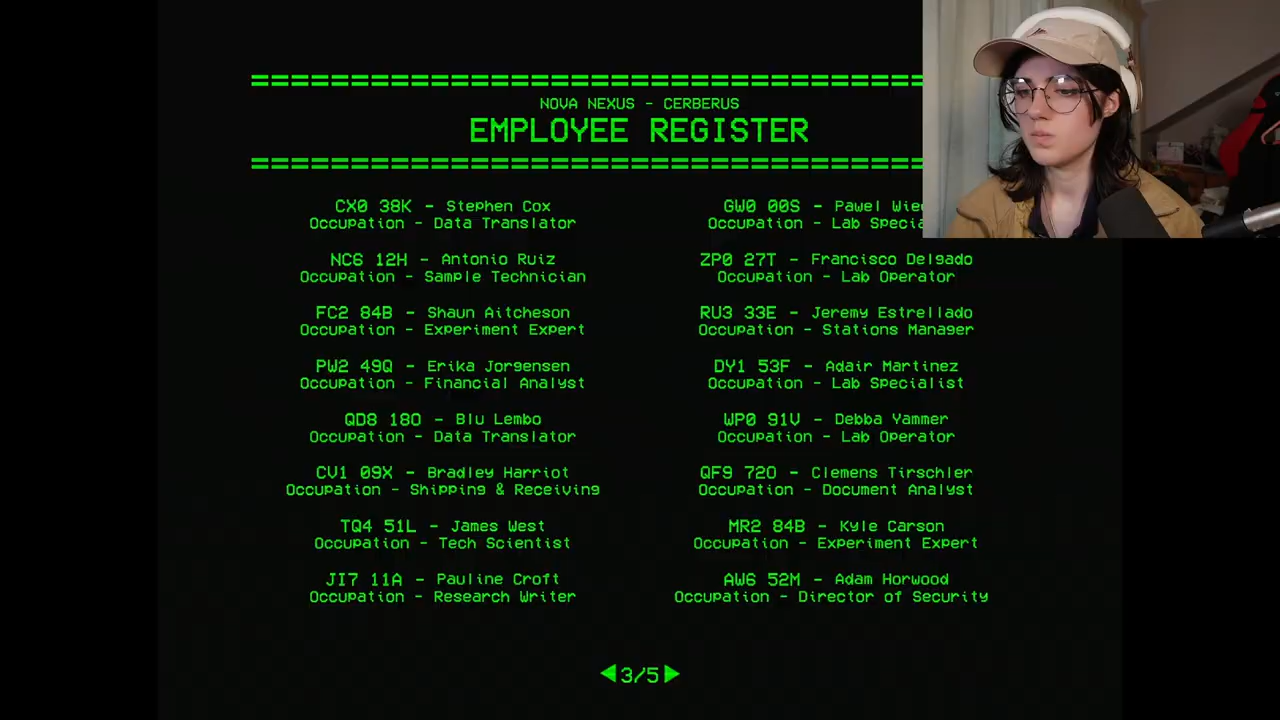 NOVA NEXUS - CERBERUS
EMPLOYEE REGISTER
CX0 38K - Stephen Cox
Occupation - Data Translator
NC6 12H - Antonio Ruiz
Occupation - Sample Technician
FC2 84B - Shaun Aitcheson
Occupation - Experiment Expert
PW2 49Q - Erika Jorgensen
Occupation - Financial Analyst
QD8 18O - Blu Lembo
Occupation - Data Translator
CV1 09X - Bradley Harriot
Occupation - Shipping & Receiving
TQ4 51L - James West
Occupation - Tech Scientist
JI7 11A - Pauline Croft
Occupation - Research Writer
GW0 00S - Pawel
Occupation - Lab
ZP0 27T - Francisco Delgado
Occupation - Lab Operator
RU3 33E - Jeremy Estrellado
Occupation - Stations Manager
DY1 53F - Adair Martinez
Occupation - Lab Specialist
WP0 91V - Debba Yammer
Occupation - Lab Operator
QF9 72O - Clemens Tirschler
Occupation - Document Analyst
MR2 84B - Kyle Carson
Occupation - Experiment Expert
AW6 52M - Adam Horwood
Occupation - Director of Security
3/5